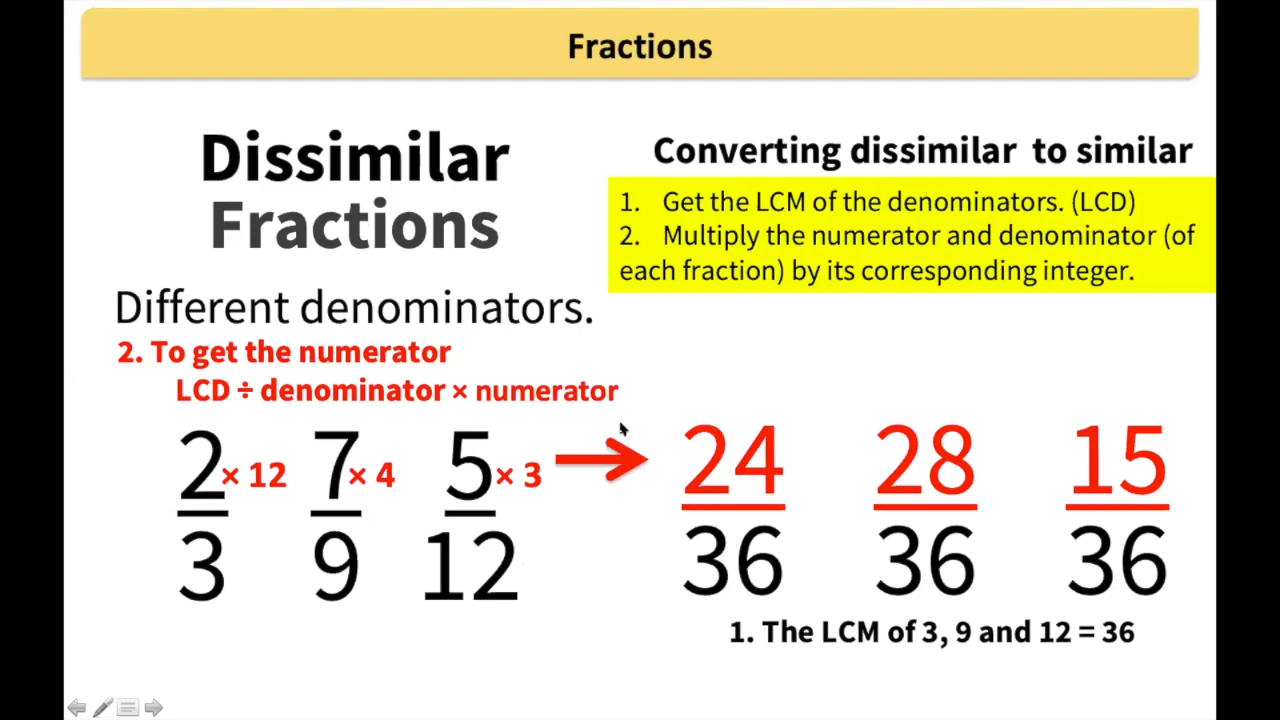 Fractions
Dissimilar
Fractions
Different denominators.
Converting dissimilar to similar
1. Get the LCM of the denominators. (LCD)
2. Multiply the numerator and denominator (of
each fraction) by its corresponding integer.
2. To get the numerator
LCD ÷ denominator × numerator
2 × 12 7 × 4 5 × 3 24 28 15
3 9 12 36 36 36
1. The LCM of 3, 9 and 12 = 36